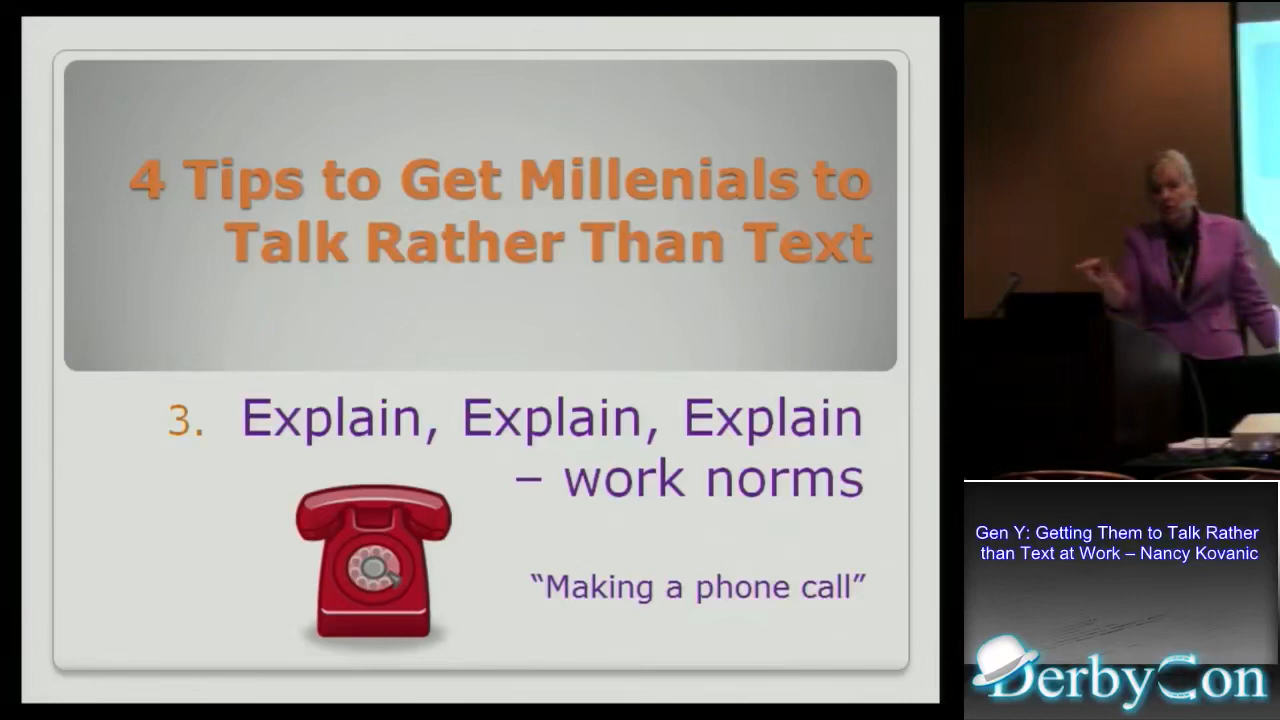 4 Tips to Get Millenials to
Talk Rather Than Text
3. Explain, Explain, Explain
– work norms
“Making a phone call”
Gen Y: Getting Them to Talk Rather
than Text at Work – Nancy Kovanic
DerbyCon